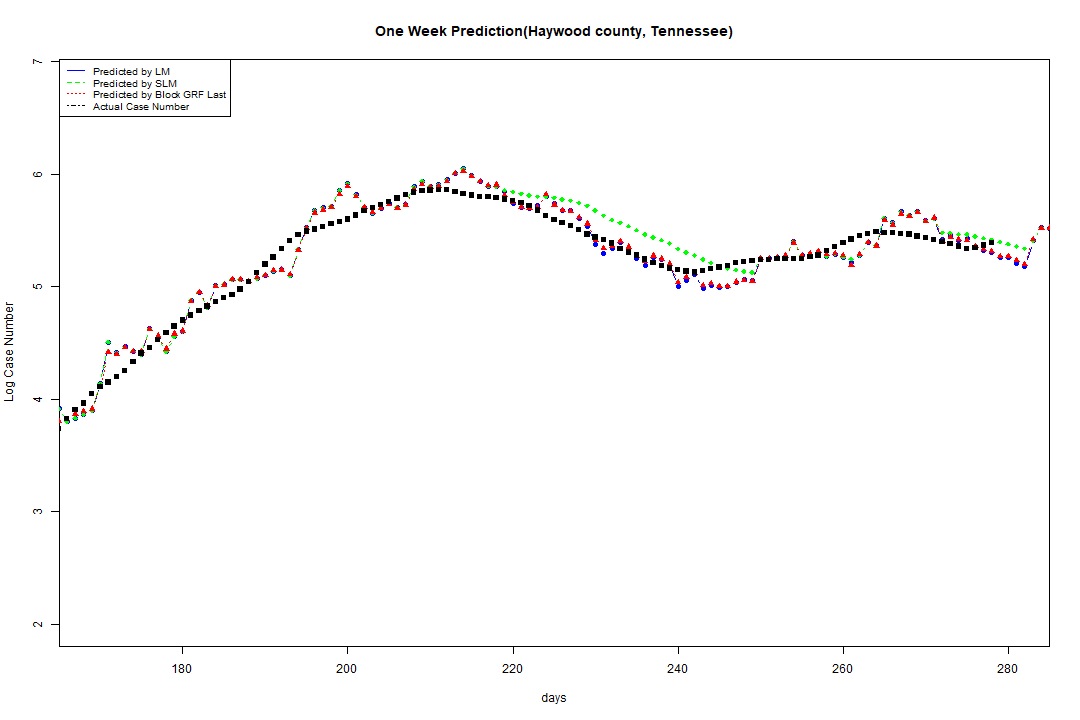 One Week Prediction(Haywood county, Tennessee)
Predicted by LM
Predicted by SLM
Predicted by Block GRF Last
Actual Case Number
7
6
5
4
3
2
Log Case Number
180 200 220 240 260 280
days